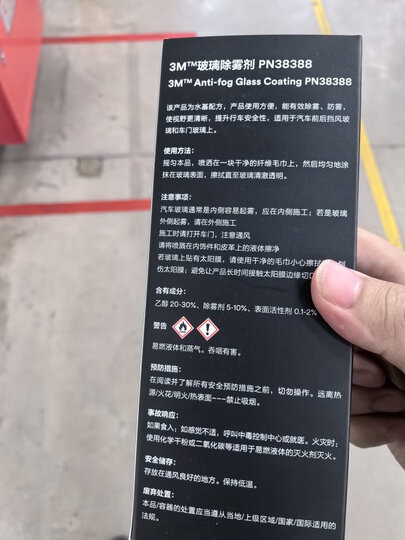 3M™玻璃除雾剂 PN38388
3M™ Anti-fog Glass Coating PN38388
该产品为水基配方，产品使用方便，能有效除雾、防雾，
使视野更清晰，提升行车安全性，适用于汽车前后挡风玻
璃和车门玻璃上。
使用方法：
摇匀本品，喷洒在一块干净的纤维毛巾上，然后均匀地涂
抹在玻璃表面，擦拭直至玻璃清澈透明。
注意事项：
汽车玻璃通常是内侧容易起雾，应在内侧施工；若是玻璃
外侧起雾，请在外侧施工
施工时请打开车门，注意通风
请将喷溅在内饰件和皮革上的液体擦净
若玻璃上贴有太阳膜，请使用干净的毛巾小心擦拭
伤太阳膜；避免让产品长时间接触太阳膜边缘切口
含有成分：
乙醇 20-30%、除雾剂 5-10%、表面活性剂 0.1-2%
警告
易燃液体和蒸气。吞咽有害。
预防措施：
在阅读并了解所有安全预防措施之前，切勿操作。远离热
源/火花/明火/热表面---禁止吸烟。
事故响应：
如果食入：如感觉不适，呼叫中毒控制中心或就医。火灾时：
使用化学干粉或二氧化碳等适用于易燃液体的灭火剂灭火。
安全储存：
存放在通风良好的地方。保持低温。
废弃处置：
本品/容器的处置应当遵从当地/上级区域/国家/国际适用的
法规。